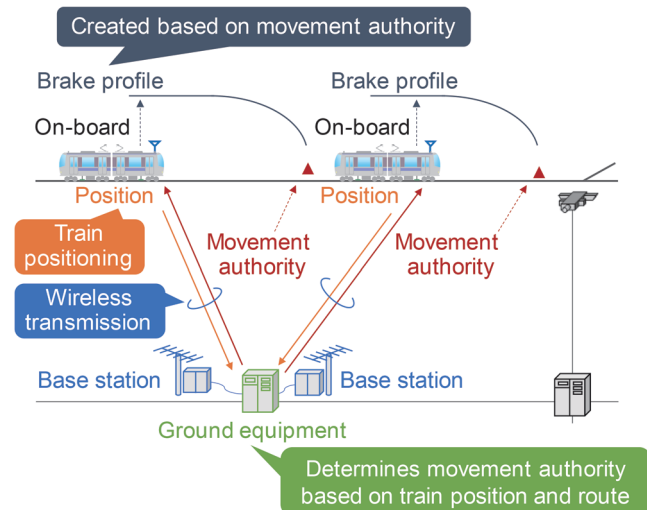 Created based on movement authority
Brake profile
Brake profile
On-board
On-board
Position
Position
Train
positioning
Movement
authority
Movement
authority
Wireless
transmission
Base station
Base station
Ground equipment
Determines movement authority
based on train position and route